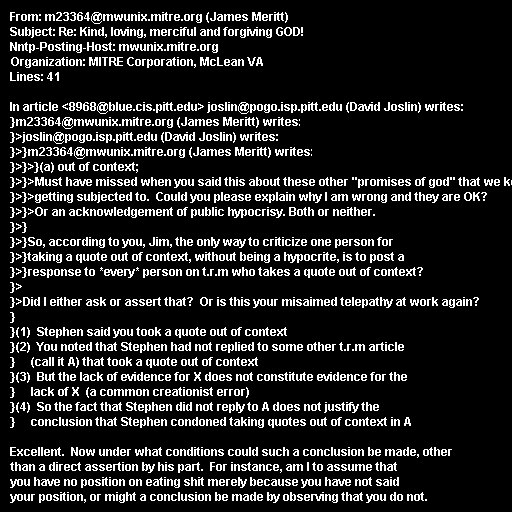 From: m23364@mwunix.mitre.org (James Meritt)
Subject: Re: Kind, loving, merciful and forgiving GOD!
Nntp-Posting-Host: mwunix.mitre.org
Organization: MITRE Corporation, McLean VA
Lines: 41

In article <8968@blue.cis.pitt.edu> joslin@pogo.isp.pitt.edu (David Joslin) writes:
}m23364@mwunix.mitre.org (James Meritt) writes:
}>joslin@pogo.isp.pitt.edu (David Joslin) writes:
}>}m23364@mwunix.mitre.org (James Meritt) writes:
}>}>}(a) out of context;
}>}>Must have missed when you said this about these other "promises of god" that we
}>}>getting subjected to.  Could you please explain why I am wrong and they are OK?
}>}>Or an acknowledgement of public hypocrisy. Both or neither.
}>}
}>}So, according to you, Jim, the only way to criticize one person for
}>}taking a quote out of context, without being a hypocrite, is to post a
}>}response to *every* person on t.r.m who takes a quote out of context?
}>
}>Did I either ask or assert that?  Or is this your misaimed telepathy at work again?
}
}(1)  Stephen said you took a quote out of context
}(2)  You noted that Stephen had not replied to some other t.r.m article
}     (call it A) that took a quote out of context
}(3)  But the lack of evidence for X does not constitute evidence for the
}     lack of X  (a common creationist error)
}(4)  So the fact that Stephen did not reply to A does not justify the
}     conclusion that Stephen condoned taking quotes out of context in A

Excellent.  Now under what conditions could such a conclusion be made, other
than a direct assertion by his part.  For instance, am I to assume that
you have no position on eating shit merely because you have not said
your position, or might a conclusion be made by observing that you do not.